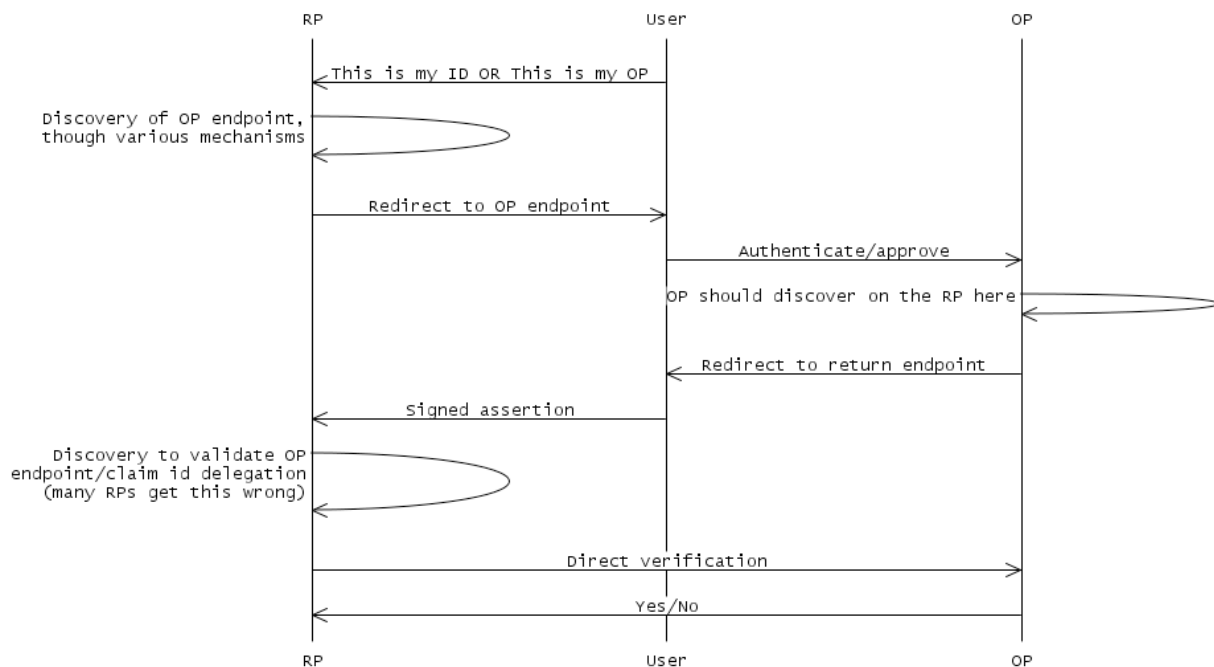 RP User OP
This is my ID OR This is my OP
Discovery of OP endpoint,
though various mechanisms
Redirect to OP endpoint
Authenticate/approve
OP should discover on the RP here
Redirect to return endpoint
Signed assertion
Discovery to validate OP
endpoint/claim id delegation
(many RPs get this wrong)
Direct verification
Yes/No
RP User OP